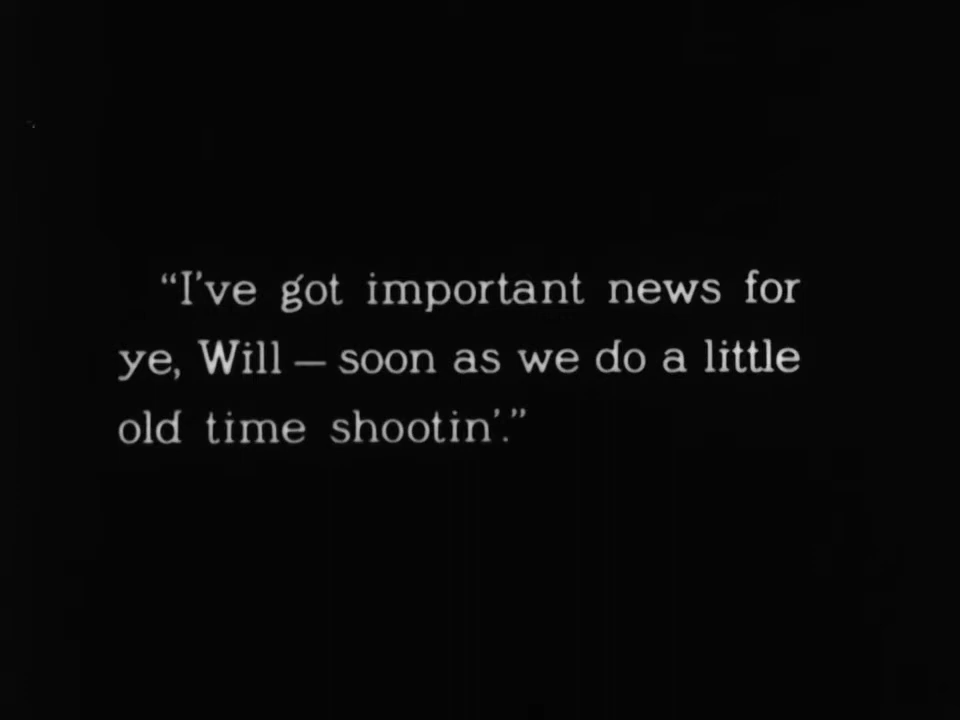 “I’ve got important news for
ye, Will — soon as we do a little
old time shootin’.”